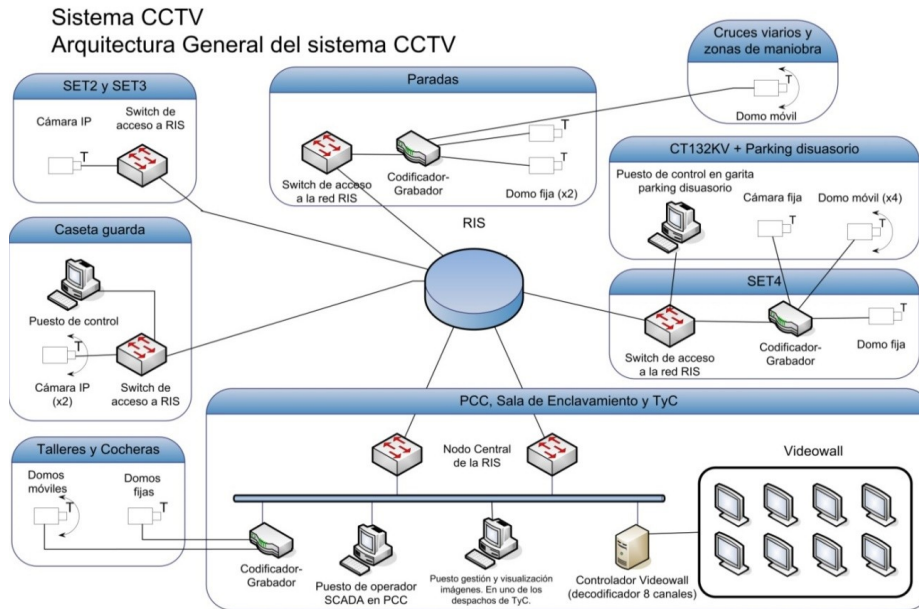 Sistema CCTV
Arquitectura General del sistema CCTV
SET2 y SET3
Cámara IP
Switch de
acceso a RIS
T
Paradas
Switch de acceso
a la red RIS
Codificador-
Grabador
T
T
Domo fija (x2)
Cruces viarios y
zonas de maniobra
T
Domo móvil
CT132KV + Parking disuasorio
Puesto de control en garita
parking disuasorio
Cámara fija
Domo móvil (x4)
T
T
RIS
Caseta guarda
Puesto de control
T
Cámara IP
(x2)
Switch de
acceso a RIS
SET4
Switch de acceso
a la red RIS
Codificador-
Grabador
T
Domo fija
Talleres y Cocheras
Domos
móviles
Domos
fijas
T
T
PCC, Sala de Enclavamiento y TyC
Nodo Central
de la RIS
Videowall
Codificador-
Grabador
Puesto de operador
SCADA en PCC
Puesto gestión y visualización
imágenes. En uno de los
despachos de TyC.
Controlador Videowall
(decodificador 8 canales)